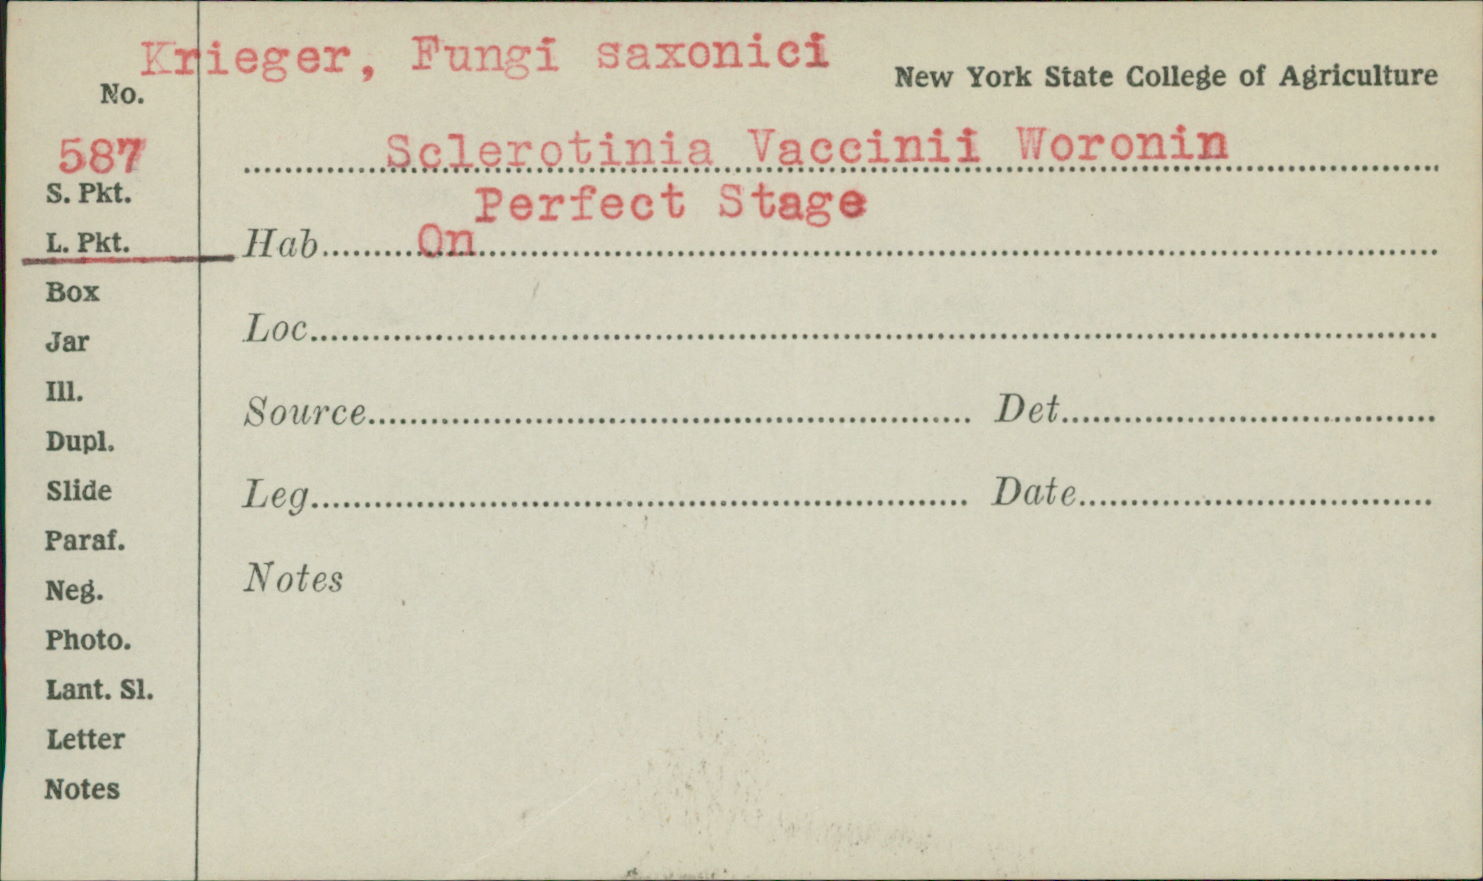 Krieger, Fungi saxonici
New York State College of Agriculture
No.
587
Sclerotinia Vaccinii Woronin
S. Pkt.
Perfect Stage
L. Pkt.
Hab. On
Box
Loc.
Jar
Ill.
Source Det.
Dupl.
Slide
Leg. Date
Paraf.
Neg.
Notes
Photo.
Lant. Sl.
Letter
Notes